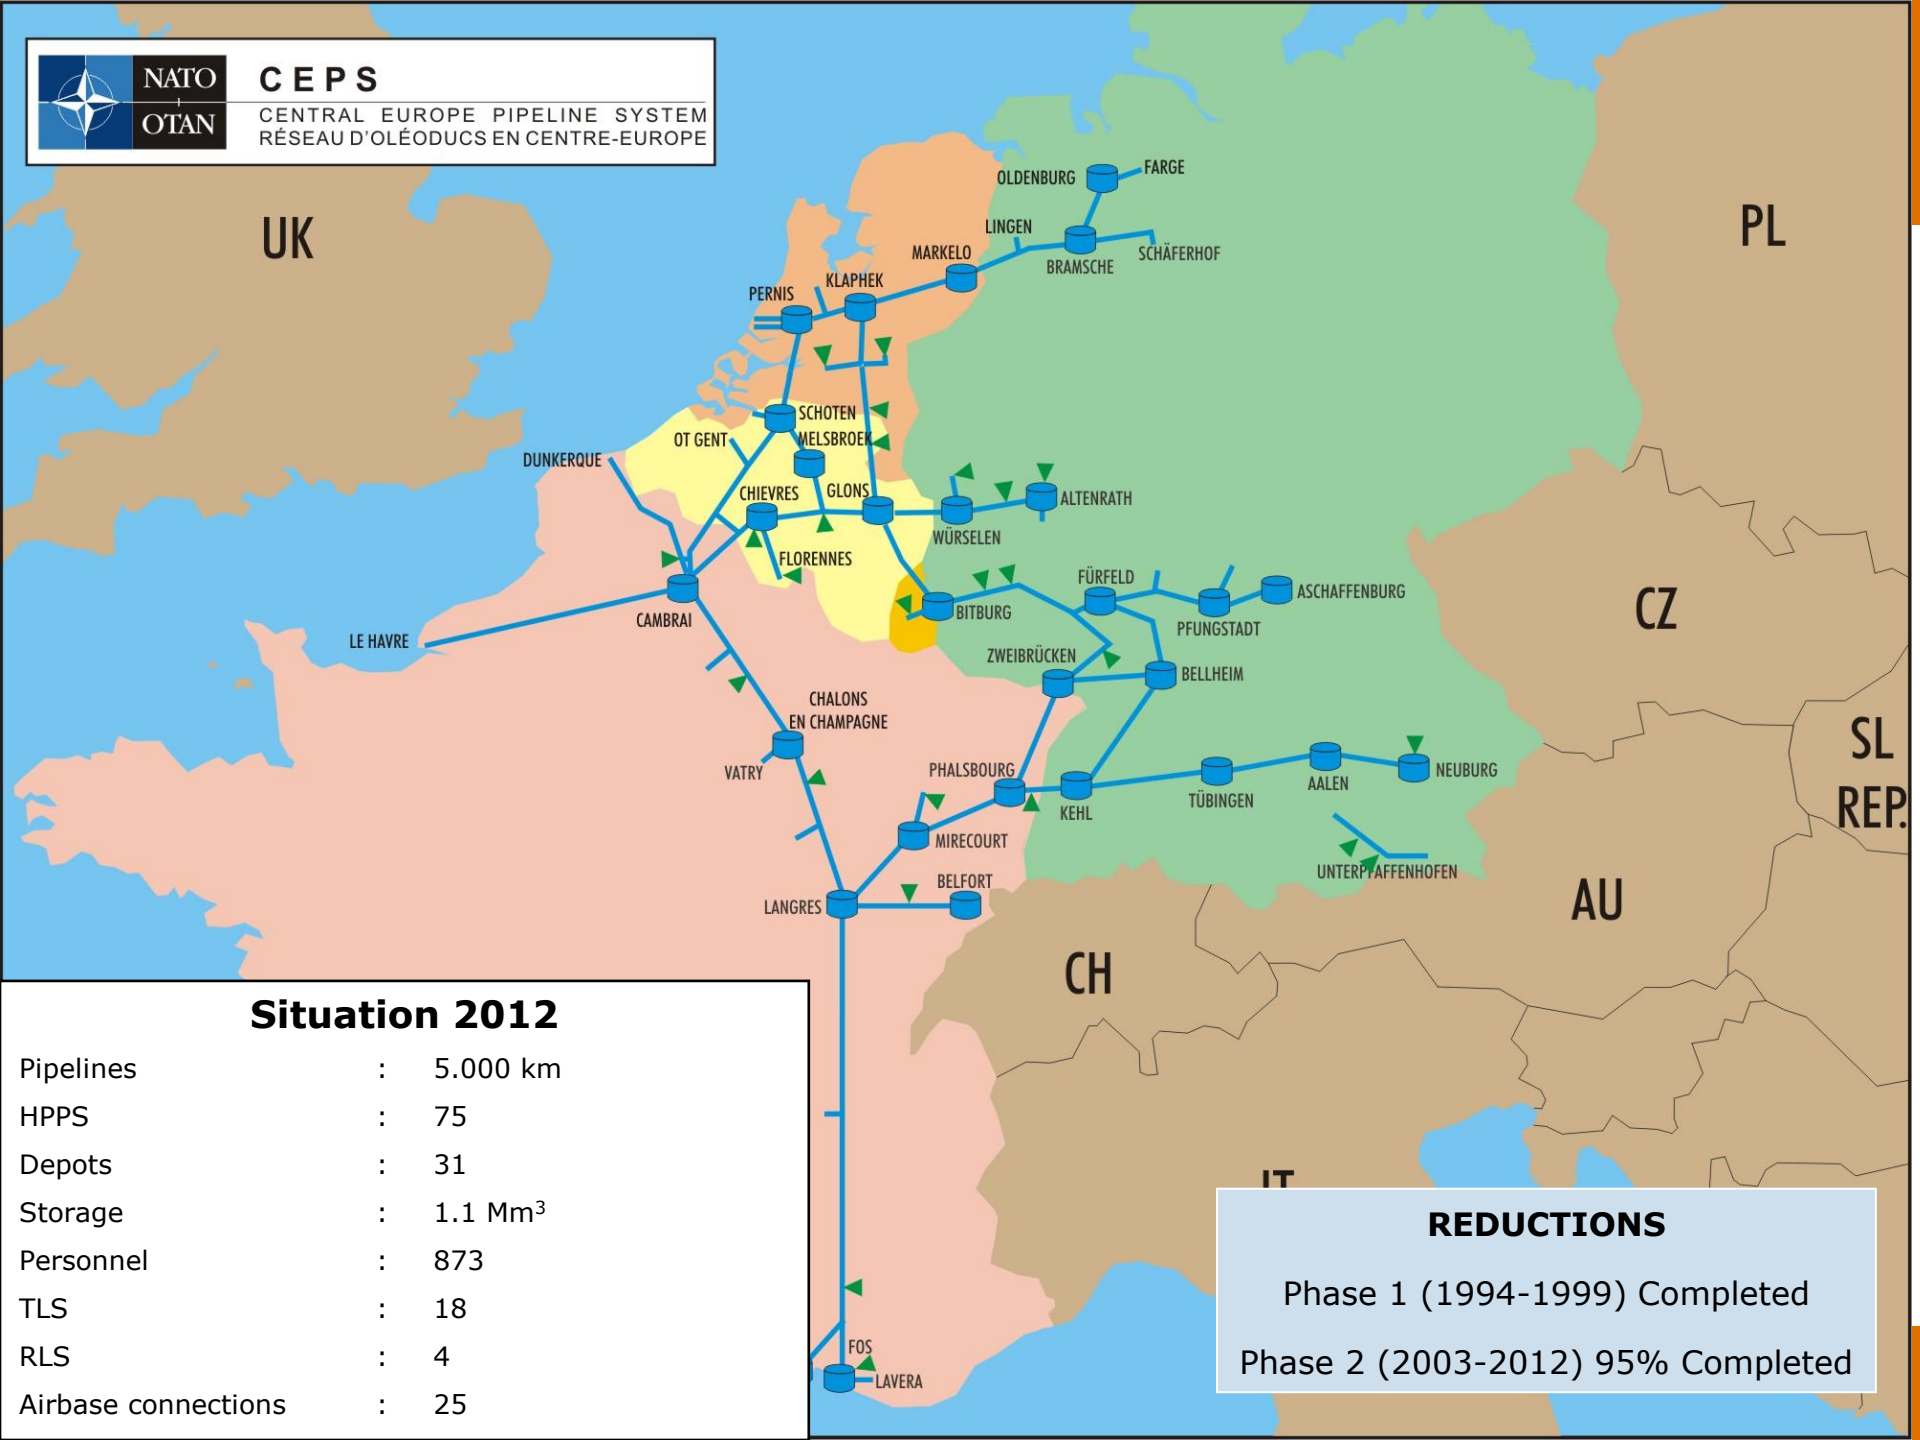 NATO
OTAN
CEPS
CENTRAL EUROPE PIPELINE SYSTEM
RÉSEAU D'OLÉODUCS EN CENTRE-EUROPE
UK
PL
OLDENBURG
FARGE
LINGEN
MARKELO
BRAMSCHE
SCHÄFERHOF
KLAPHEK
PERNIS
SCHOTEN
OT GENT
MELSBROEK
DUNKERQUE
CHIEVRES
GLONS
ALTENRATH
WÜRSELEN
FLORENNES
FÜRFELD
ASCHAFFENBURG
CZ
BITBURG
CAMBRAI
PFUNGSTADT
LE HAVRE
ZWEIBRÜCKEN
BELLHEIM
CHALONS
EN CHAMPAGNE
SL
REP.
VATRY
PHALSBOURG
NEUBURG
AALEN
TÜBINGEN
KEHL
MIRECOURT
UNTERPFAFFENHOFEN
BELFORT
LANGRES
AU
CH
IT
FOS
LAVERA
Situation 2012
Pipelines : 5.000 km
HPPS : 75
Depots : 31
Storage : 1.1 Mm³
Personnel : 873
TLS : 18
RLS : 4
Airbase connections : 25
REDUCTIONS
Phase 1 (1994-1999) Completed
Phase 2 (2003-2012) 95% Completed